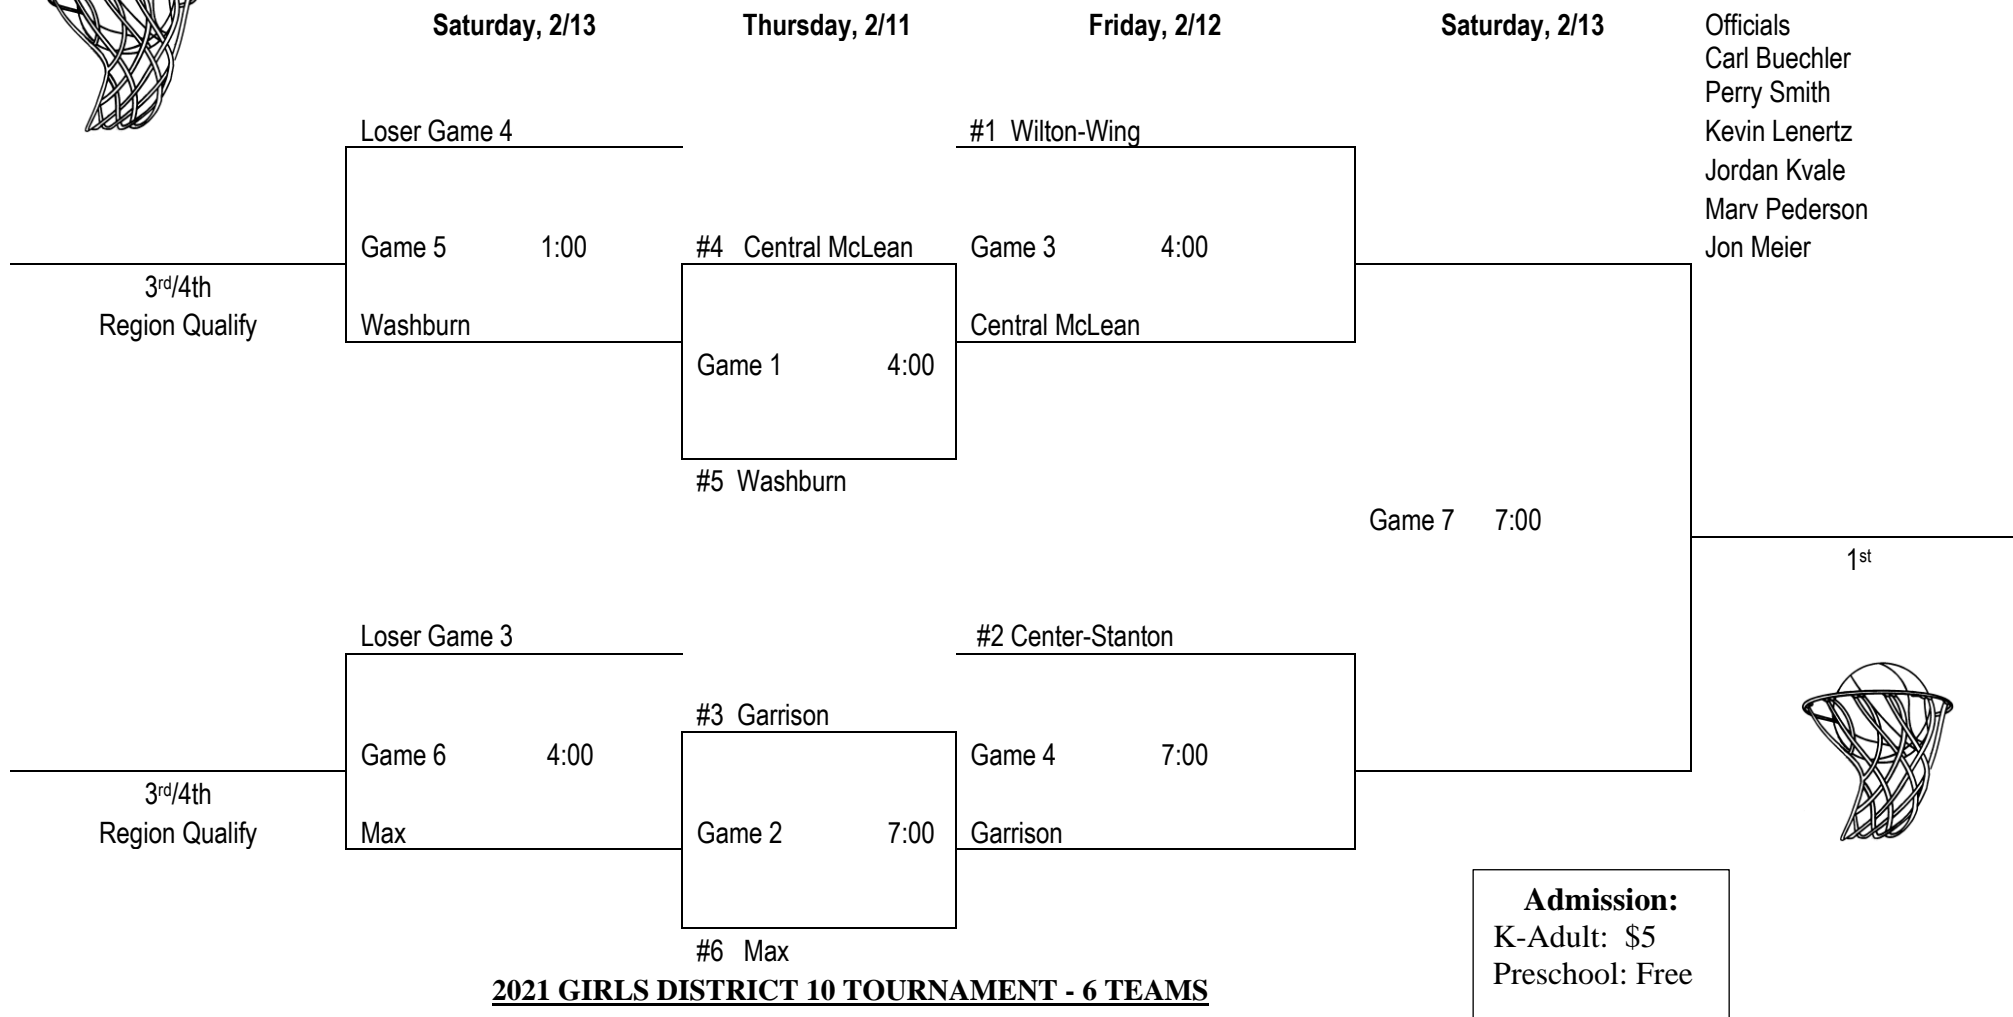 Saturday, 2/13 Thursday, 2/11 Friday, 2/12 Saturday, 2/13 Officials
Carl Buechler
Perry Smith
Loser Game 4 #1 Wilton-Wing Kevin Lenertz
Jordan Kvale
Marv Pederson
Game 5 1:00 #4 Central McLean Game 3 4:00 Jon Meier
3rd/4th
Region Qualify Washburn Central McLean
Game 1 4:00
#5 Washburn
Game 7 7:00
1st
Loser Game 3 #2 Center-Stanton
#3 Garrison
Game 6 4:00 Game 4 7:00
3rd/4th
Region Qualify Max Game 2 7:00 Garrison
Admission:
K-Adult: $5
#6 Max
Preschool: Free
2021 GIRLS DISTRICT 10 TOURNAMENT - 6 TEAMS